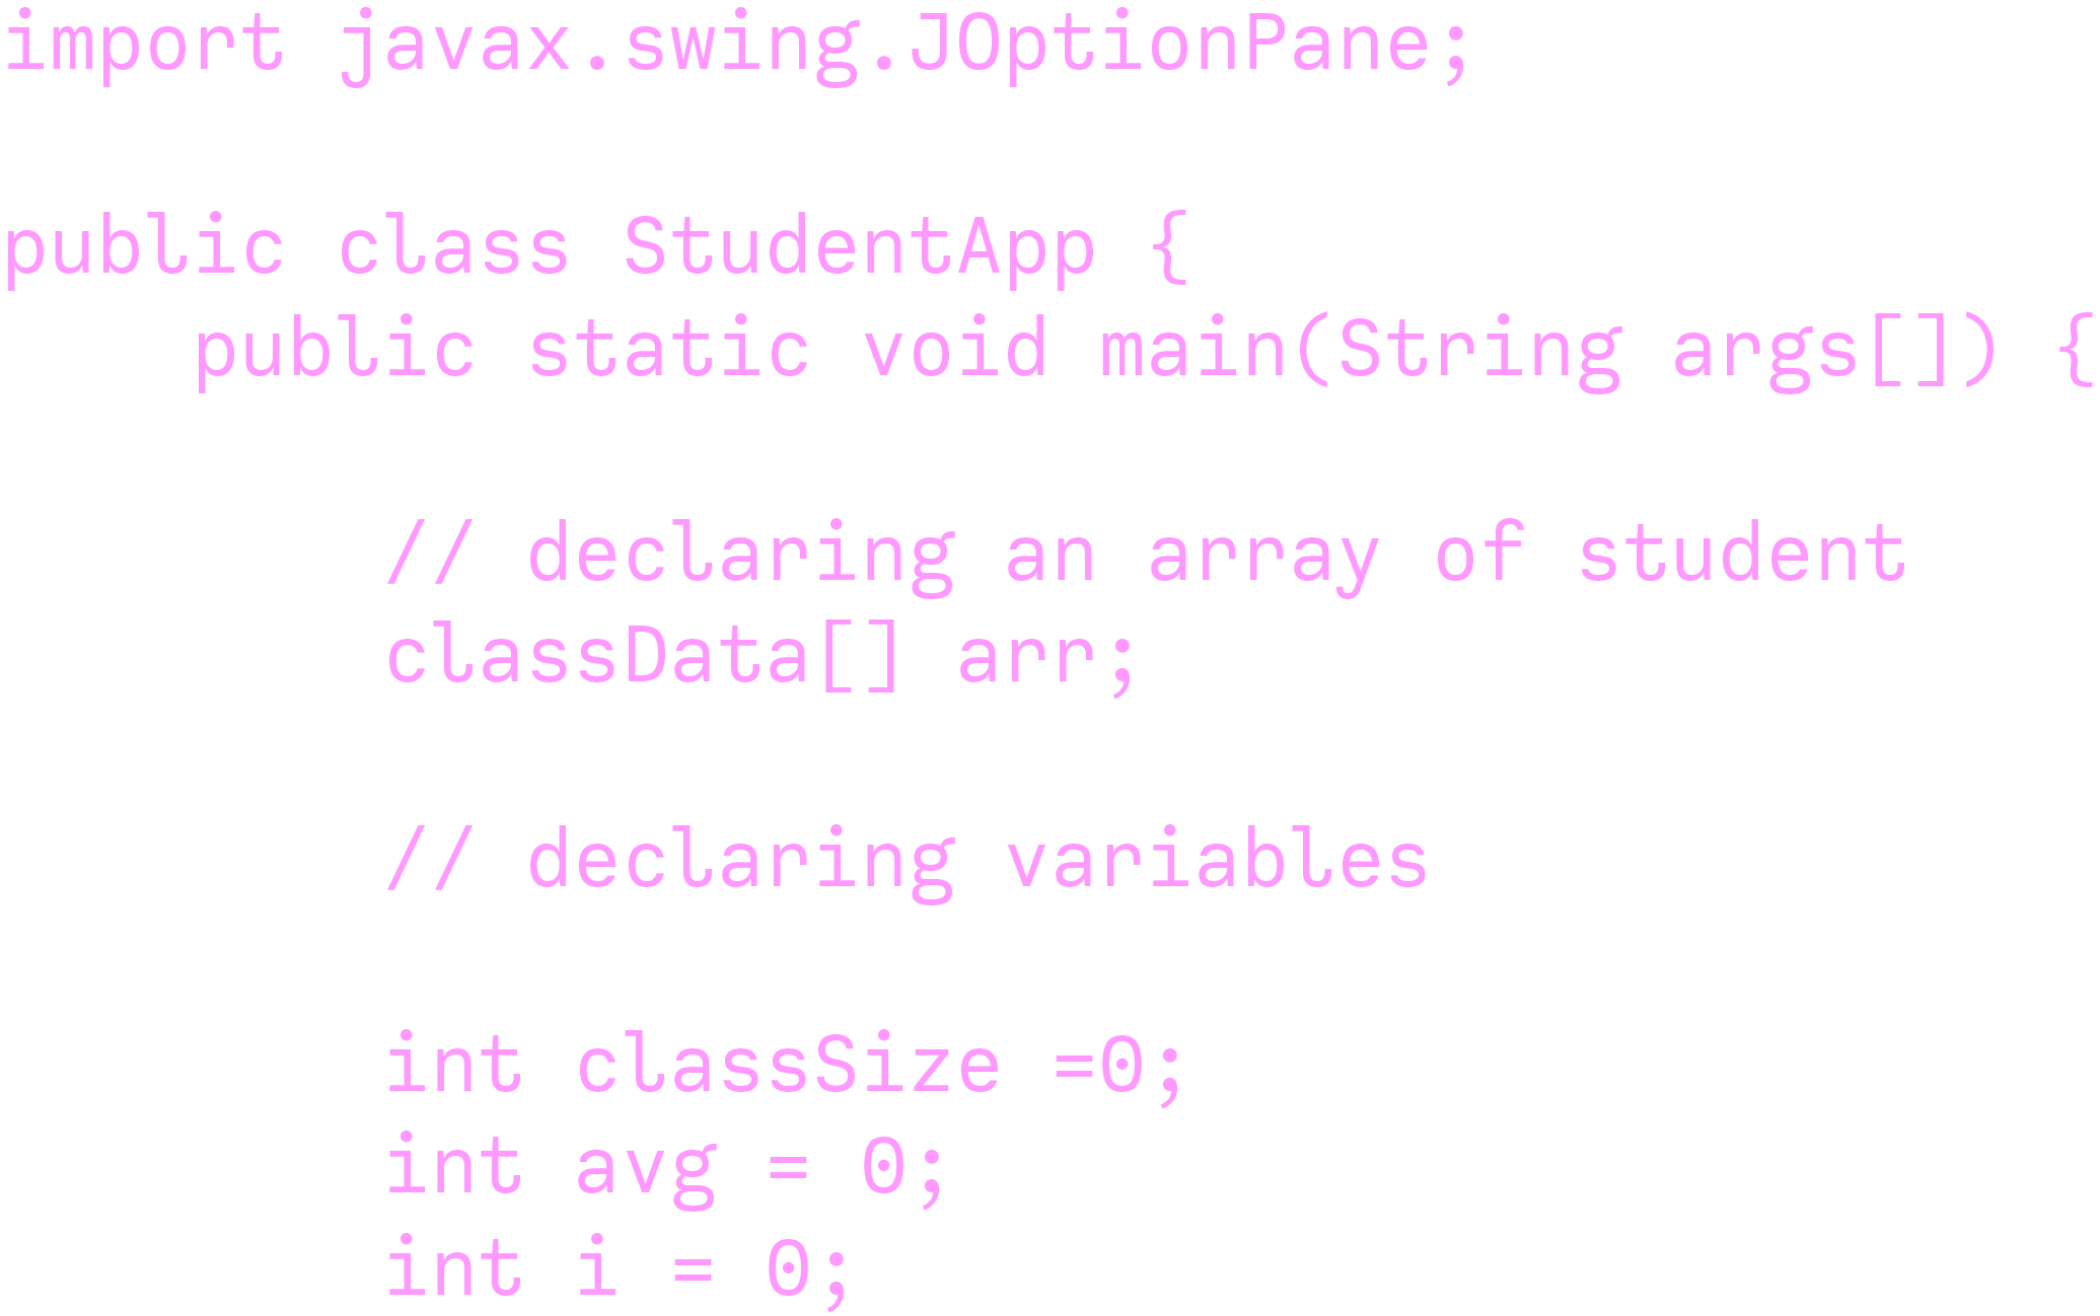 import javax.swing.JOptionPane;
public class StudentApp {
    public static void main(String args[]) {
        // declaring an array of student
        classData[] arr;
        // declaring variables
        int classSize =0;
        int avg = 0;
        int i = 0;